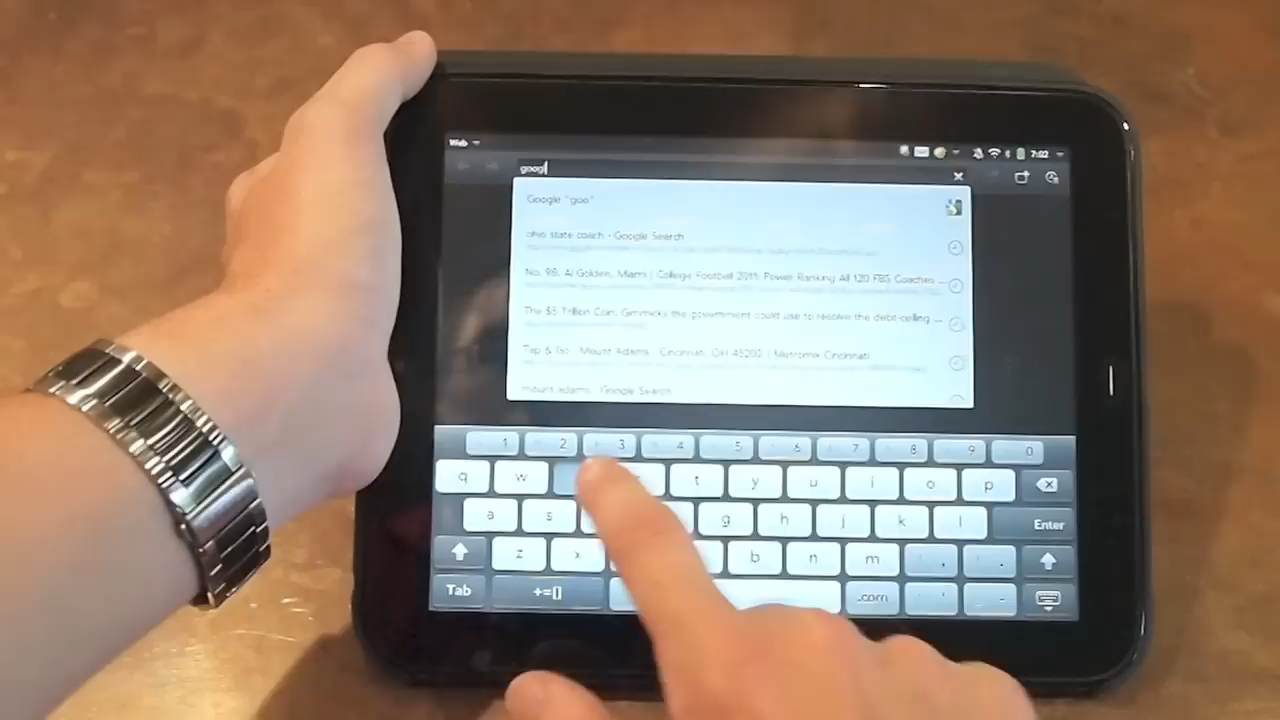 Web 7:02
googl
Google "goo"
ohio state coach - Google Search
No. 98, Al Golden, Miami | College Football 2011: Power Ranking All 120 FBS Coaches ...
The $5 Trillion Coin, Gimmicks the government could use to resolve the debt-ceiling ...
Tap & Go Mount Adams Cincinnati, OH 45202 | Metromix Cincinnati
mount adams - Google Search
1 2 3 4 5 6 7 8 9 0
q w t y u i o p
a s g h j k l Enter
z x b n m , .
Tab +=[] .com ' -